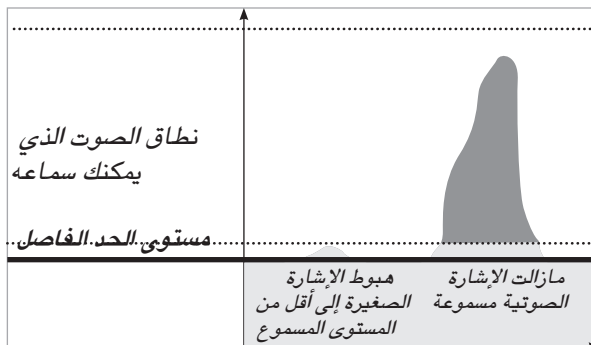 نطاق الصوت الذي
يمكنك سماعه
مستوى الحد الفاصل
مازالت الإشارة
الصوتية مسموعة
هبوط الإشارة
الصغيرة إلى أقل من
المستوى المسموع